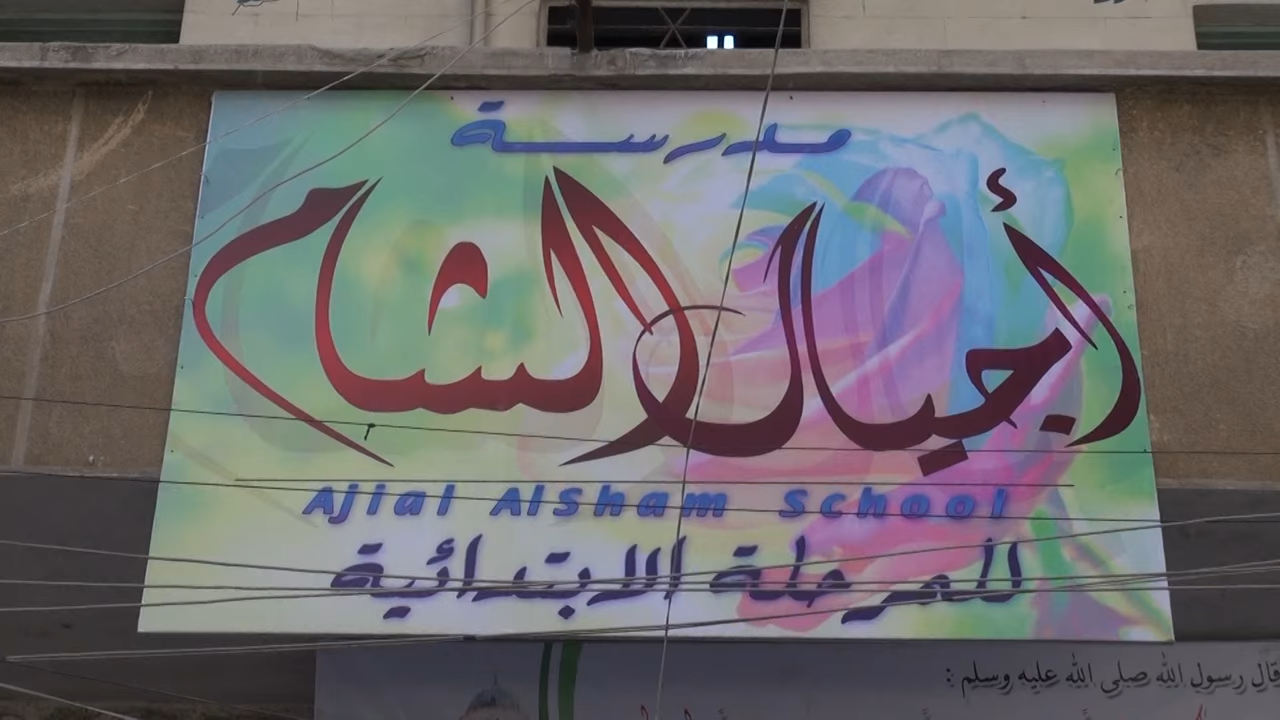 مدرسة
أجيال الشام
Ajial AlSham School
للمرحلة الابتدائية
قال رسول الله صلى الله عليه وسلم :